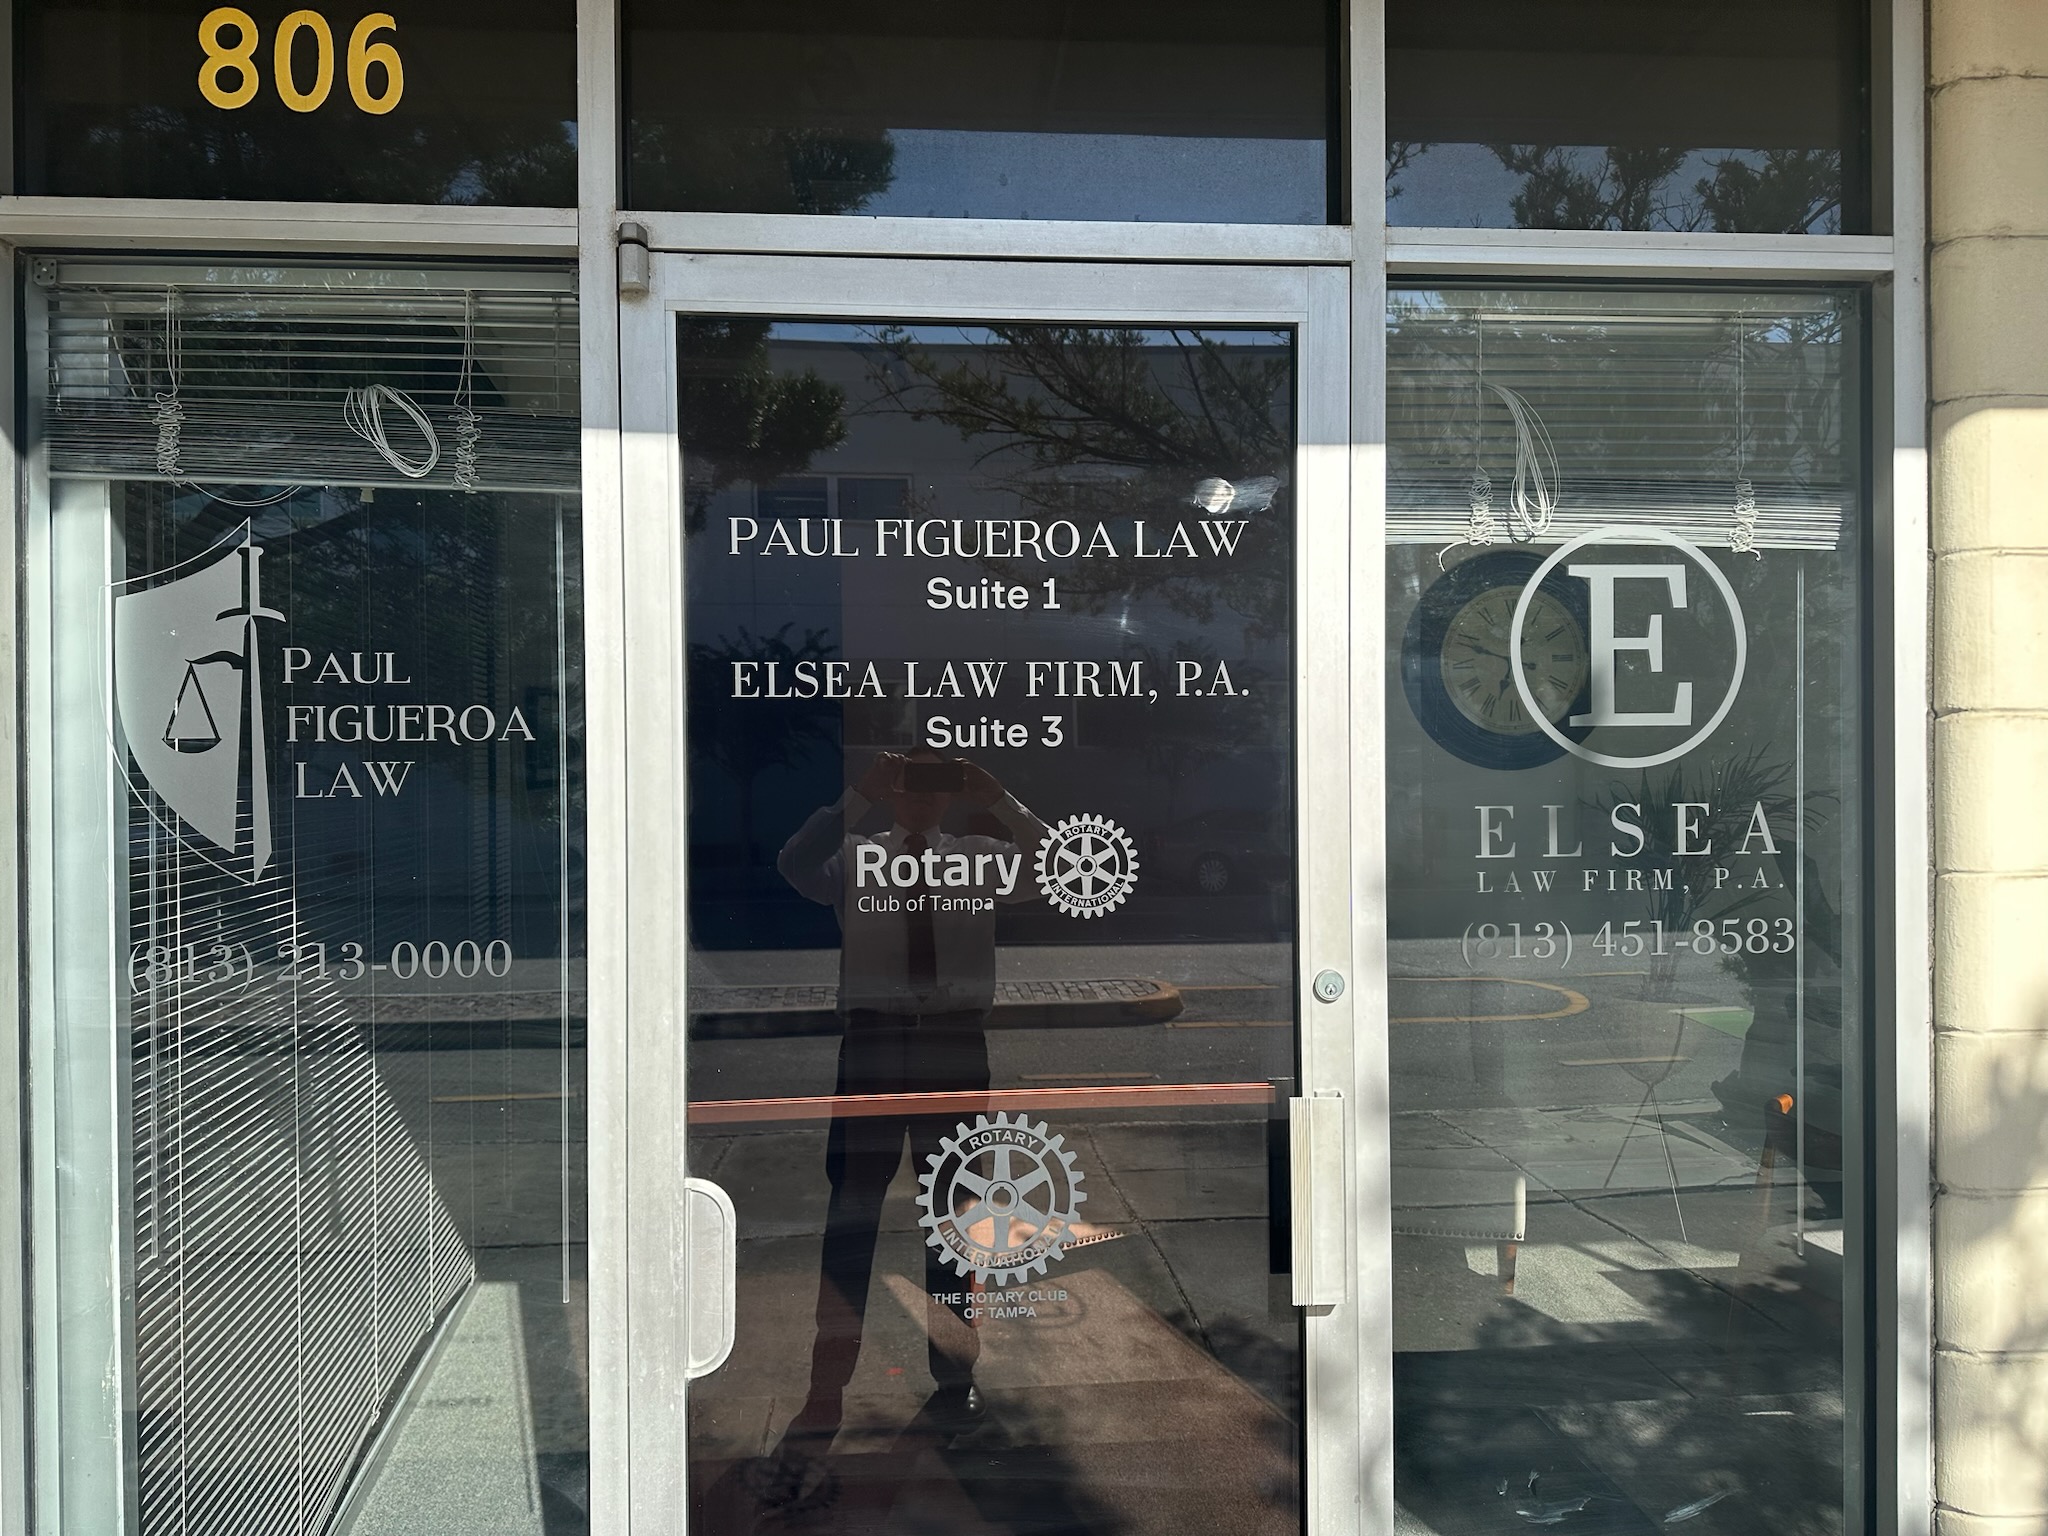 806
PAUL
FIGUEROA
LAW
(813) 213-0000
PAUL FIGUEROA LAW
Suite 1
ELSEA LAW FIRM, P.A.
Suite 3
Rotary
Club of Tampa
ROTARY
INTERNATIONAL
ROTARY
INTERNATIONAL
THE ROTARY CLUB
OF TAMPA
E
ELSEA
LAW FIRM, P.A.
(813) 451-8583